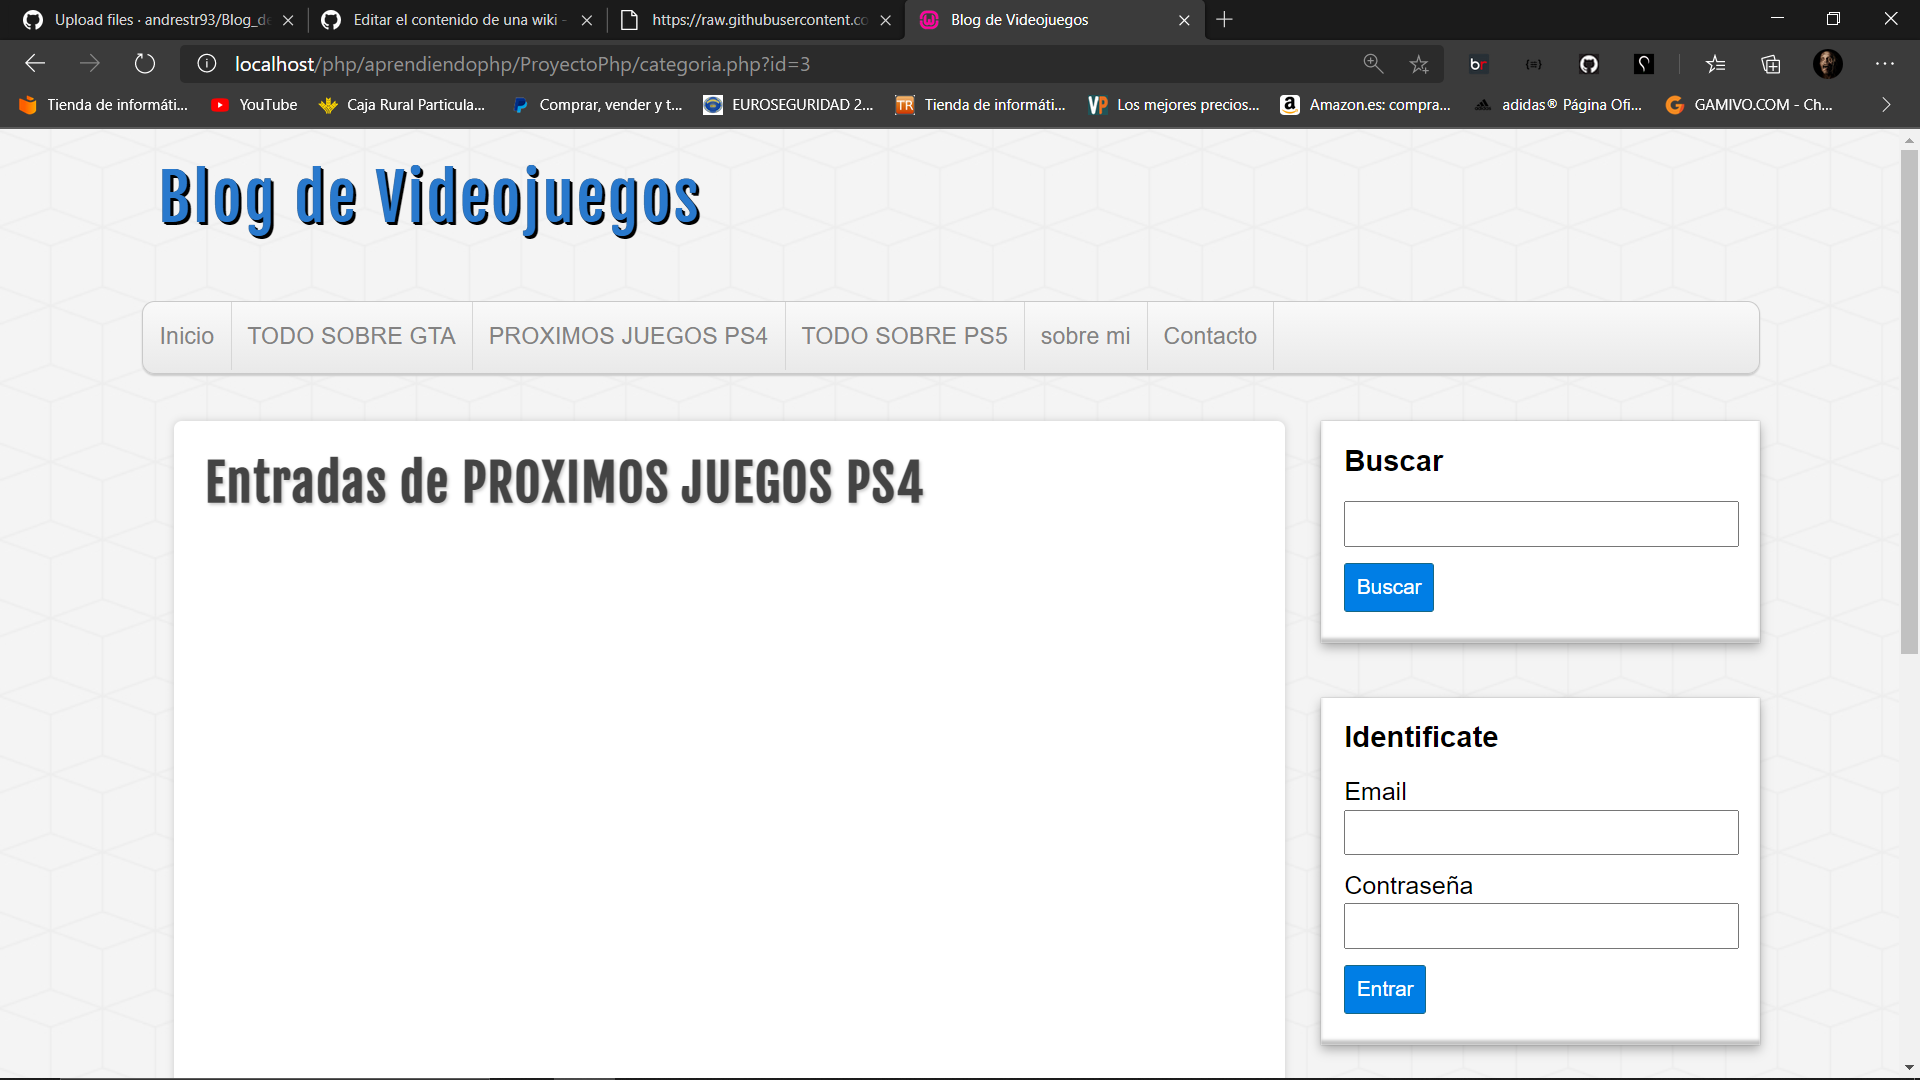 Upload files · andrestr93/Blog_de
Editar el contenido de una wiki -
https://raw.githubusercontent.co
Blog de Videojuegos
localhost/php/aprendiendophp/ProyectoPhp/categoria.php?id=3
Tienda de informáti...
YouTube
Caja Rural Particula...
Comprar, vender y t...
EUROSEGURIDAD 2...
TR
Tienda de informáti...
VP
Los mejores precios...
Amazon.es: compra...
adidas® Página Ofi...
GAMIVO.COM - Ch...
Blog de Videojuegos
Inicio
TODO SOBRE GTA
PROXIMOS JUEGOS PS4
TODO SOBRE PS5
sobre mi
Contacto
Entradas de PROXIMOS JUEGOS PS4
Buscar
Buscar
Identificate
Email
Contraseña
Entrar